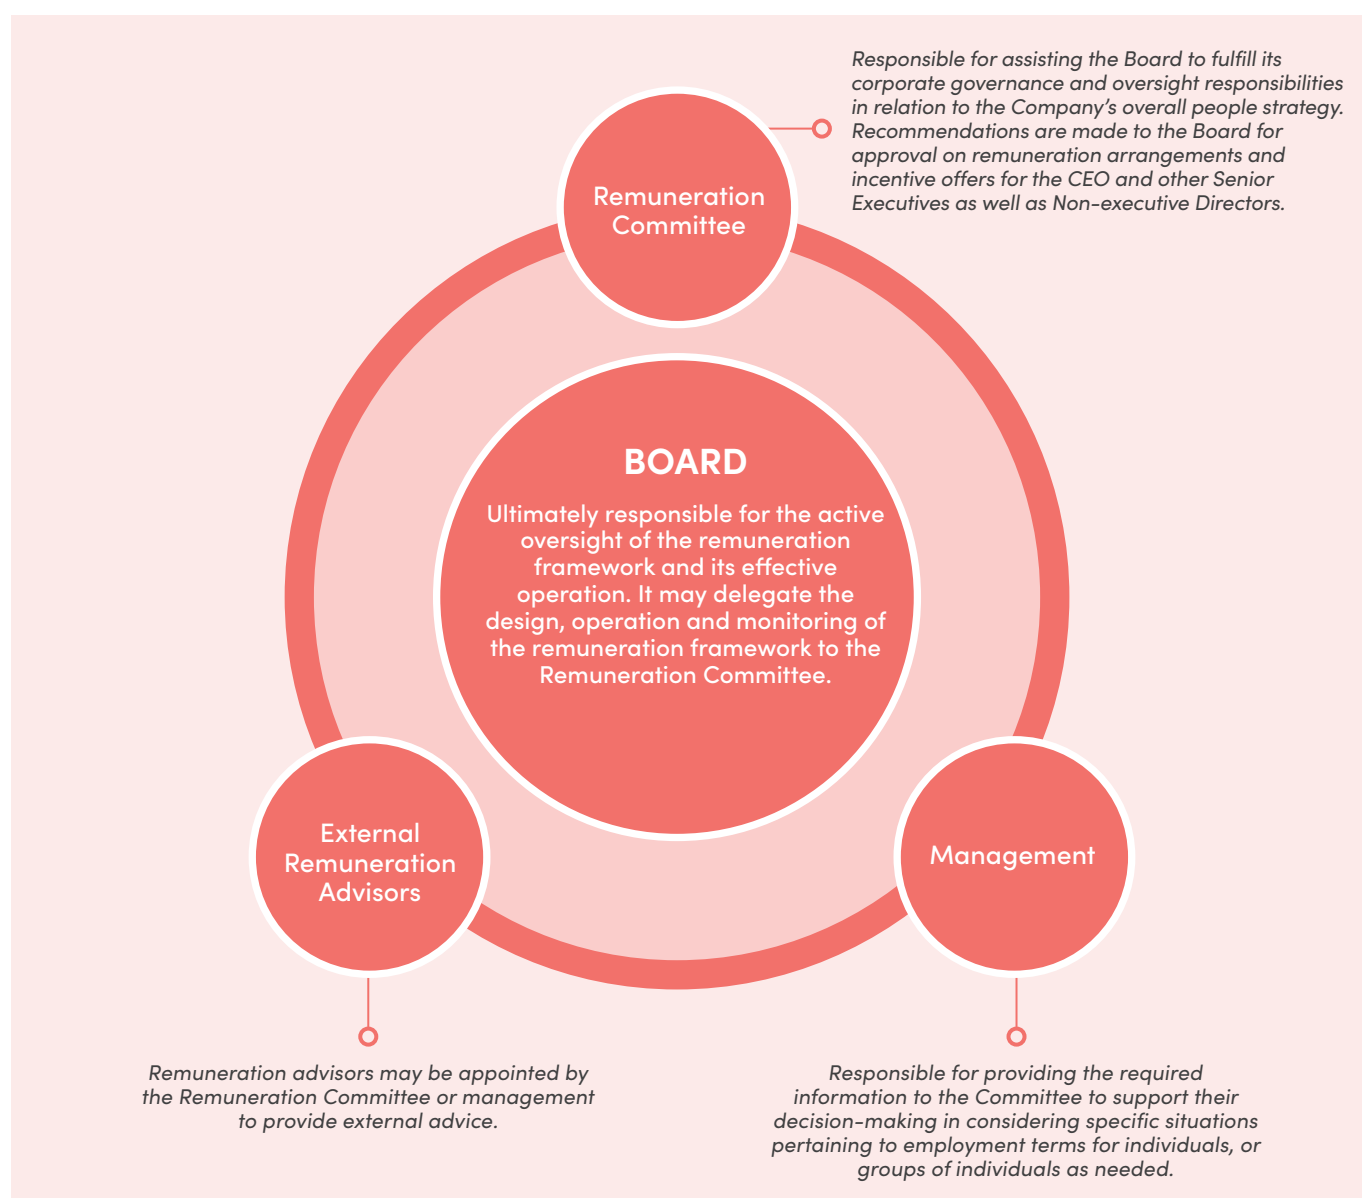 Responsible for assisting the Board to fulfill its
corporate governance and oversight responsibilities
in relation to the Company’s overall people strategy.
Recommendations are made to the Board for
approval on remuneration arrangements and
incentive offers for the CEO and other Senior
Executives as well as Non-executive Directors.
Remuneration
Committee
BOARD
Ultimately responsible for the active
oversight of the remuneration
framework and its effective
operation. It may delegate the
design, operation and monitoring of
the remuneration framework to the
Remuneration Committee.
External
Remuneration
Advisors
Management
Remuneration advisors may be appointed by
the Remuneration Committee or management
to provide external advice.
Responsible for providing the required
information to the Committee to support their
decision-making in considering specific situations
pertaining to employment terms for individuals, or
groups of individuals as needed.